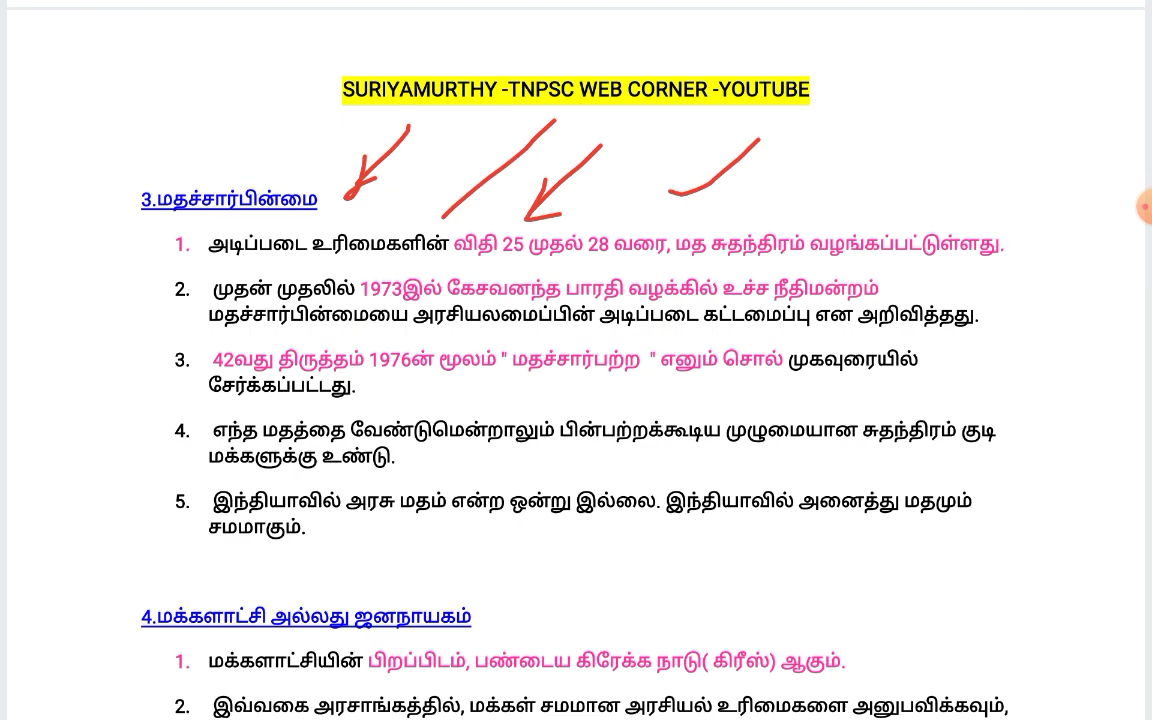 SURIYAMURTHY -TNPSC WEB CORNER -YOUTUBE
3.மதச்சார்பின்மை
1. அடிப்படை உரிமைகளின் விதி 25 முதல் 28 வரை, மத சுதந்திரம் வழங்கப்பட்டுள்ளது.
2. முதன் முதலில் 1973இல் கேசவனந்த பாரதி வழக்கில் உச்ச நீதிமன்றம்
மதச்சார்பின்மையை அரசியலமைப்பின் அடிப்படை கட்டமைப்பு என அறிவித்தது.
3. 42வது திருத்தம் 1976ன் மூலம் " மதச்சார்பற்ற " எனும் சொல் முகவுரையில்
சேர்க்கப்பட்டது.
4. எந்த மதத்தை வேண்டுமென்றாலும் பின்பற்றக்கூடிய முழுமையான சுதந்திரம் குடி
மக்களுக்கு உண்டு.
5. இந்தியாவில் அரசு மதம் என்ற ஒன்று இல்லை. இந்தியாவில் அனைத்து மதமும்
சமமாகும்.
4.மக்களாட்சி அல்லது ஜனநாயகம்
1. மக்களாட்சியின் பிறப்பிடம், பண்டைய கிரேக்க நாடு( கிரீஸ்) ஆகும்.
2. இவ்வகை அரசாங்கத்தில், மக்கள் சமமான அரசியல் உரிமைகளை அனுபவிக்கவும்,